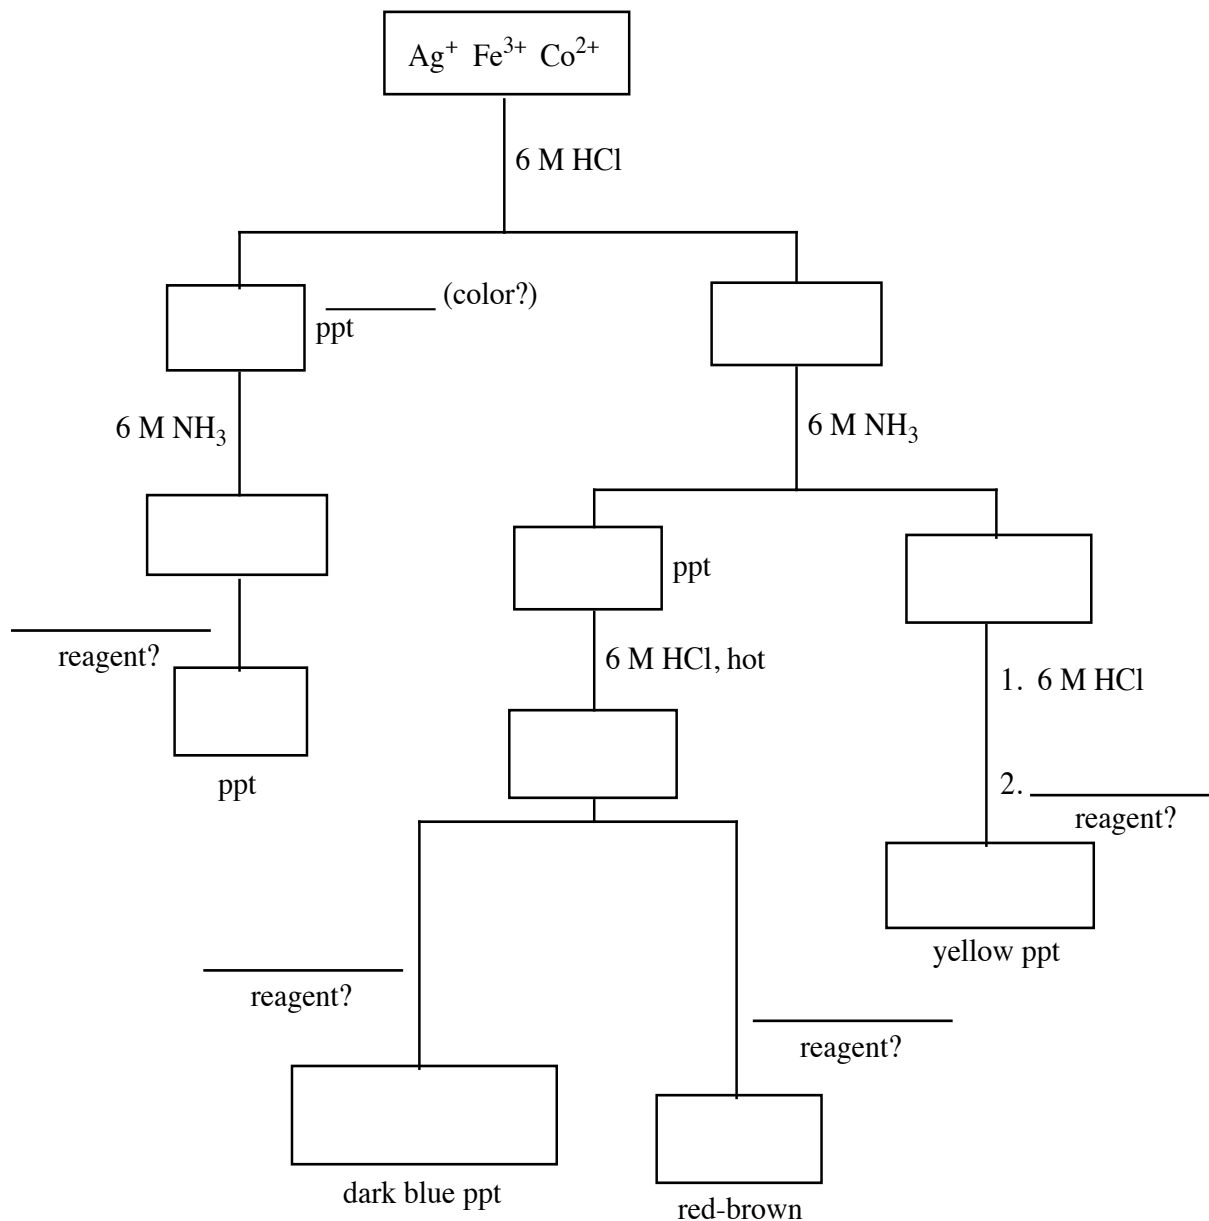 Ag⁺ Fe³⁺ Co²⁺
6 M HCl
(color?)
ppt
6 M NH₃
6 M NH₃
ppt
reagent?
6 M HCl, hot
1. 6 M HCl
ppt
2.
reagent?
yellow ppt
reagent?
reagent?
dark blue ppt
red-brown